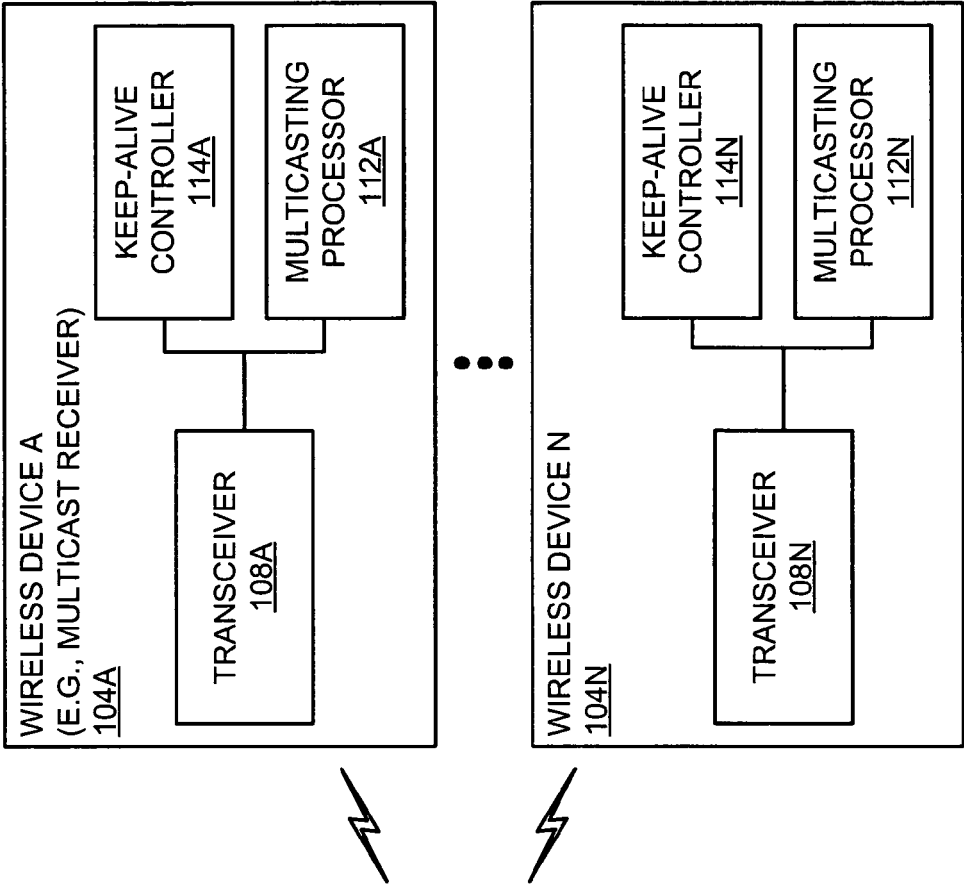 WIRELESS DEVICE A
(E.G., MULTICAST RECEIVER)
104A
TRANSCEIVER
108A
KEEP-ALIVE
CONTROLLER
114A
MULTICASTING
PROCESSOR
112A
WIRELESS DEVICE N
104N
TRANSCEIVER
108N
KEEP-ALIVE
CONTROLLER
114N
MULTICASTING
PROCESSOR
112N